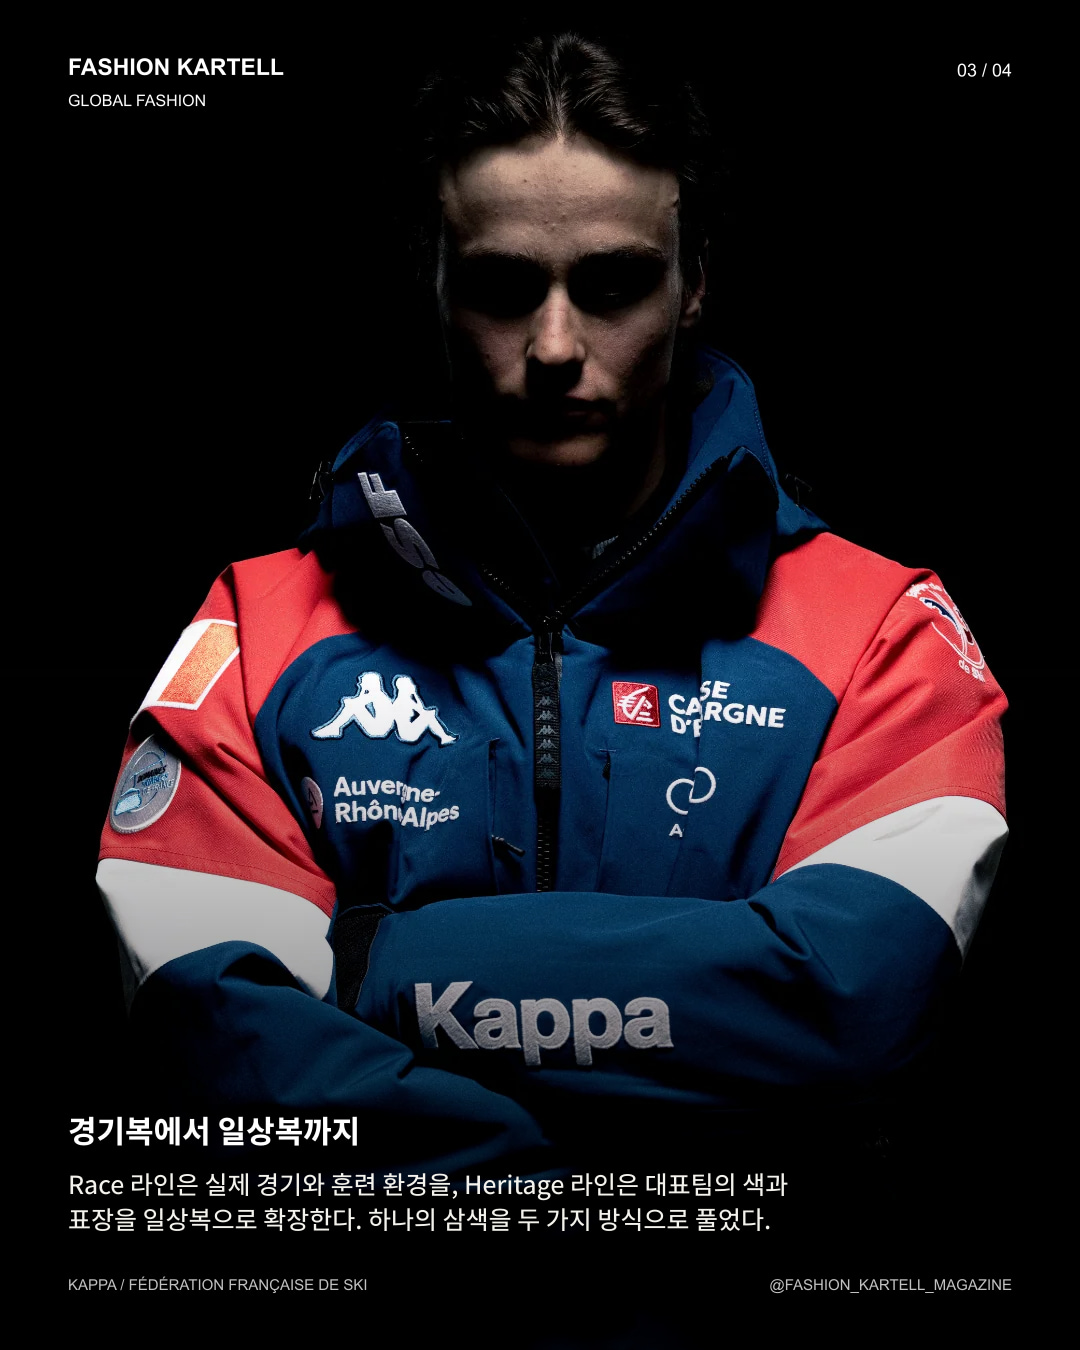 FASHION KARTELL
GLOBAL FASHION
03 / 04
Auvergne-
Rhône Alpes
Kappa
경기복에서 일상복까지
Race 라인은 실제 경기와 훈련 환경을, Heritage 라인은 대표팀의 색과
표장을 일상복으로 확장한다. 하나의 삼색을 두 가지 방식으로 풀었다.
KAPPA / FÉDÉRATION FRANÇAISE DE SKI
@FASHION_KARTELL_MAGAZINE